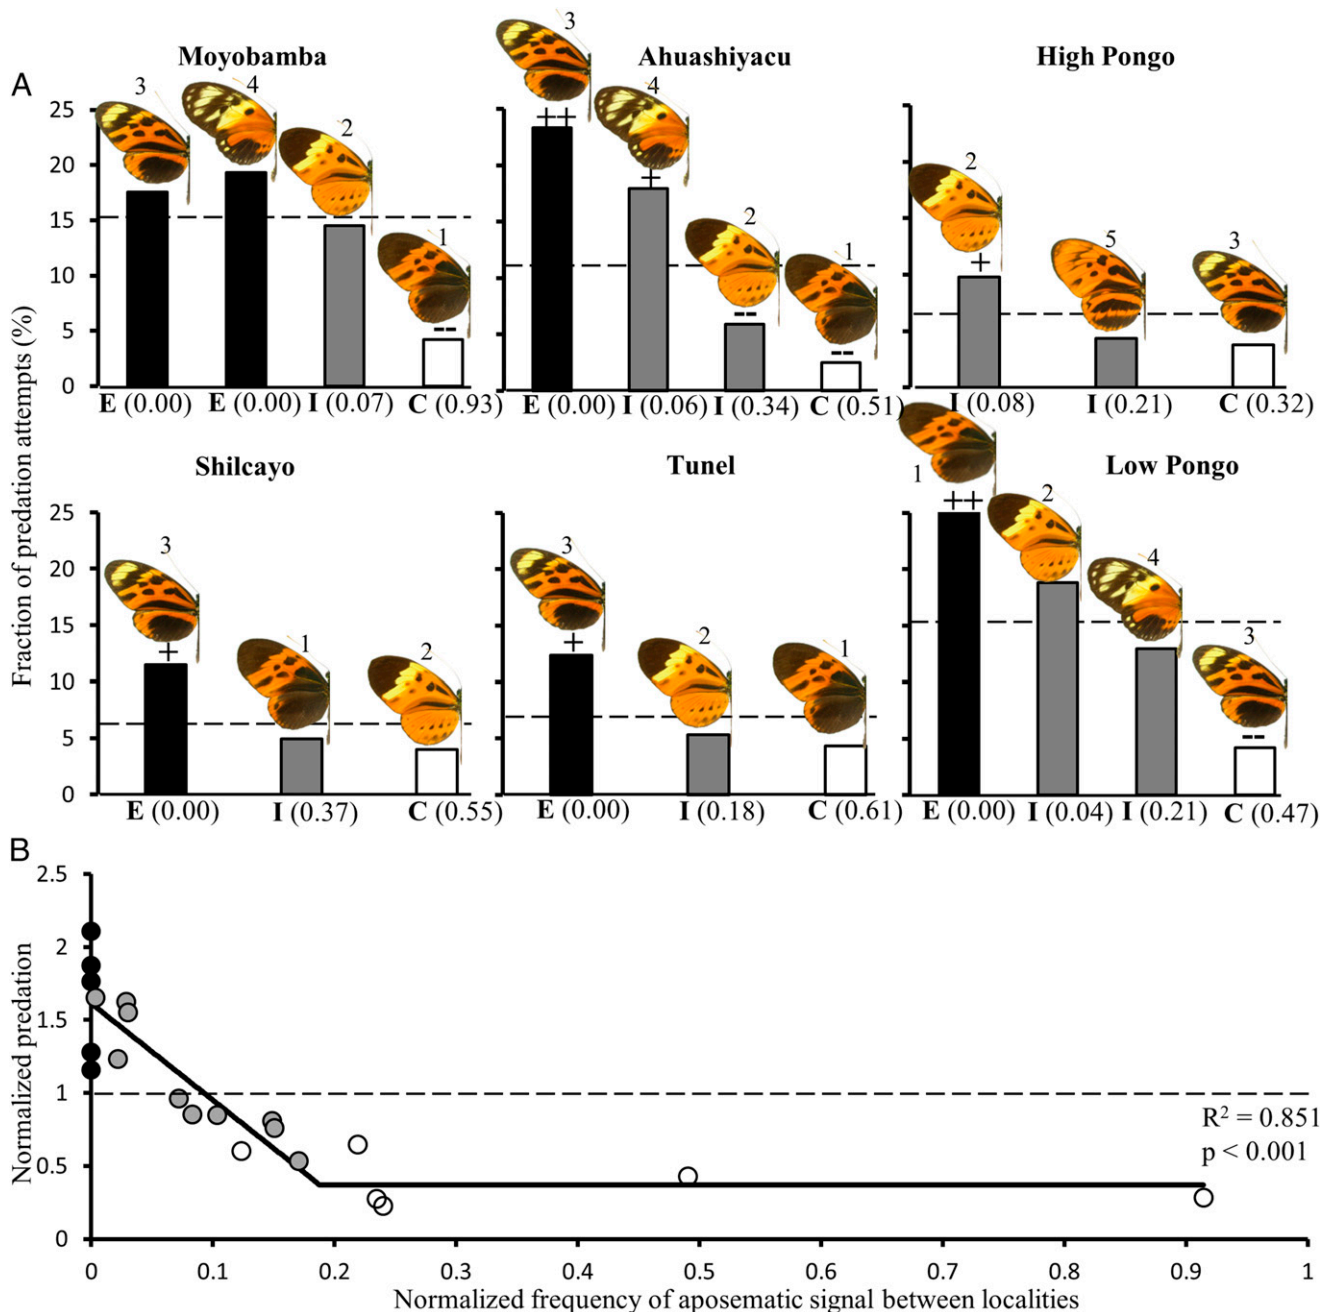 A
Moyobamba
Ahuashiyacu
High Pongo
Fraction of predation attempts (%)
25
20
15
10
5
0
3
4
2
1
--
E (0.00) E (0.00) I (0.07) C (0.93)
3
++
4
+
2
--
1
--
E (0.00) I (0.06) I (0.34) C (0.51)
2
+
5
3
I (0.08) I (0.21) C (0.32)
Shilcayo
Tunel
Low Pongo
25
20
15
10
5
0
3
+
1
2
E (0.00) I (0.37) C (0.55)
3
+
2
1
E (0.00) I (0.18) C (0.61)
1
++
2
4
3
--
E (0.00) I (0.04) I (0.21) C (0.47)
B
Normalized predation
2.5
2
1.5
1
0.5
0
R² = 0.851
p < 0.001
0 0.1 0.2 0.3 0.4 0.5 0.6 0.7 0.8 0.9 1
Normalized frequency of aposematic signal between localities